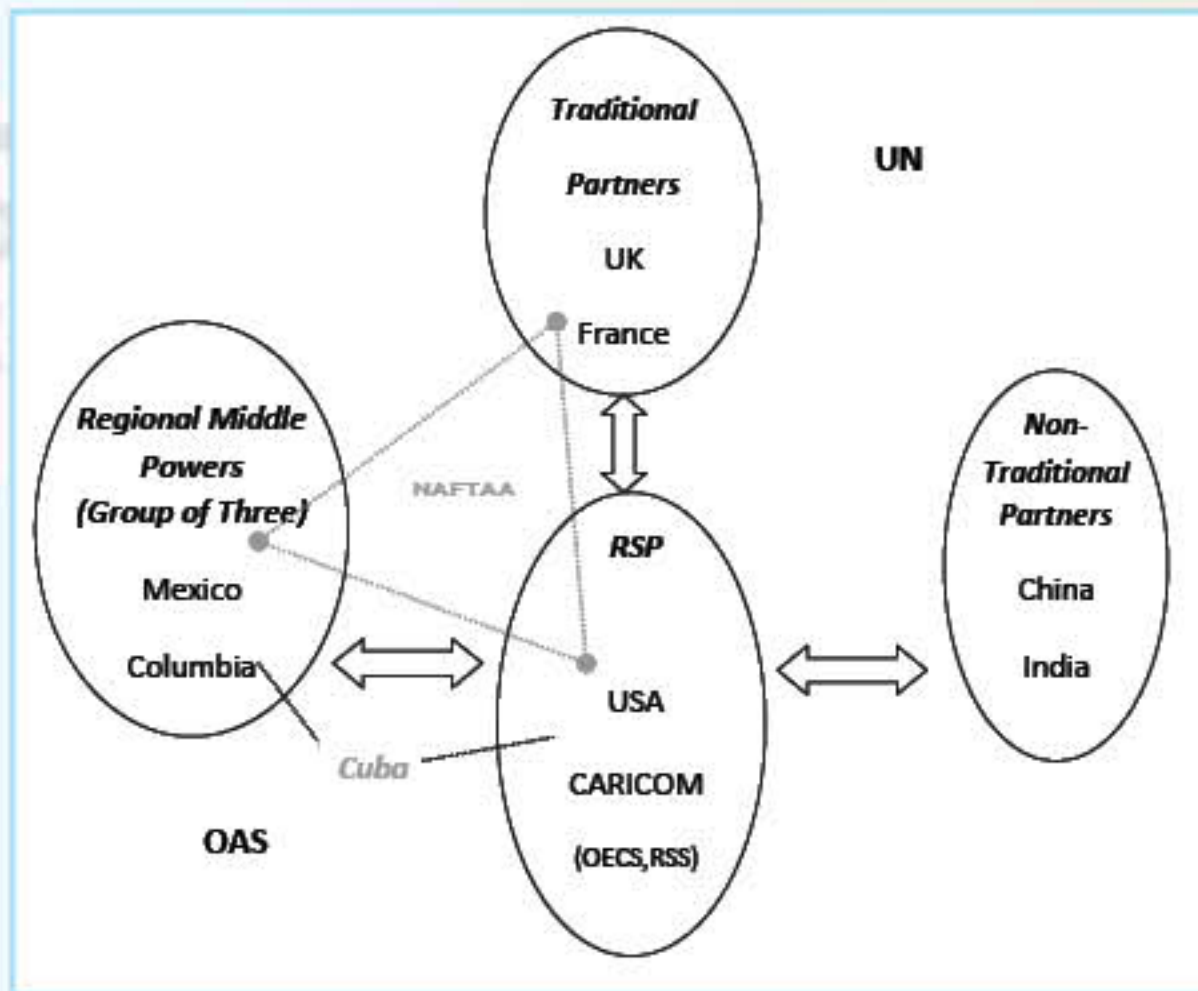 Traditional
Partners
UK
France
UN
Regional Middle
Powers
(Group of Three)
Mexico
Columbia
NAFTAA
RSP
USA
CARICOM
(OECS,RSS)
Non-
Traditional
Partners
China
India
Cuba
OAS